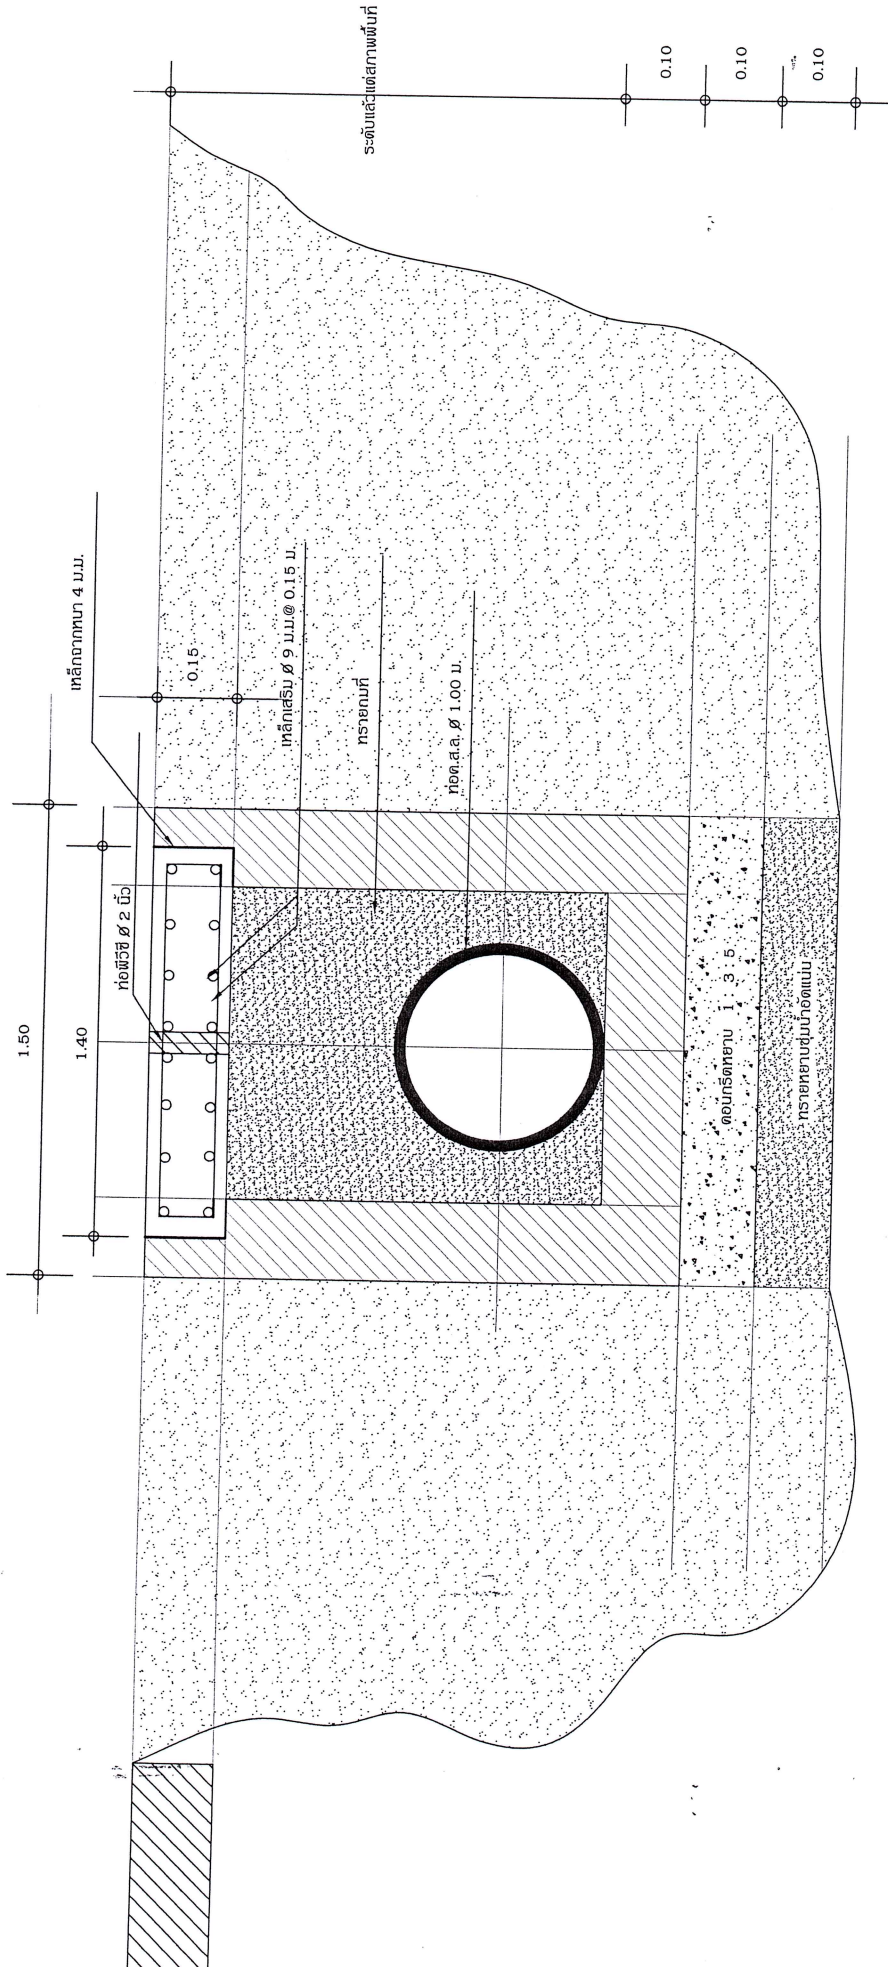 1.50
1.40
เหล็กฉากหนา 4 ม.ม.
ท่อพีวีซี Ø 2 นิ้ว
0.15
เหล็กเสริม Ø 9 ม.ม.@ 0.15 ม.
ทรายถมที่
ท่อค.ส.ล. Ø 1.00 ม.
คอนกรีตหยาบ 1 : 3 : 5
ทรายหยาบชุ่มน้ำอัดแน่น
ระดับแล้วแต่สภาพพื้นที่
0.10
0.10
0.10